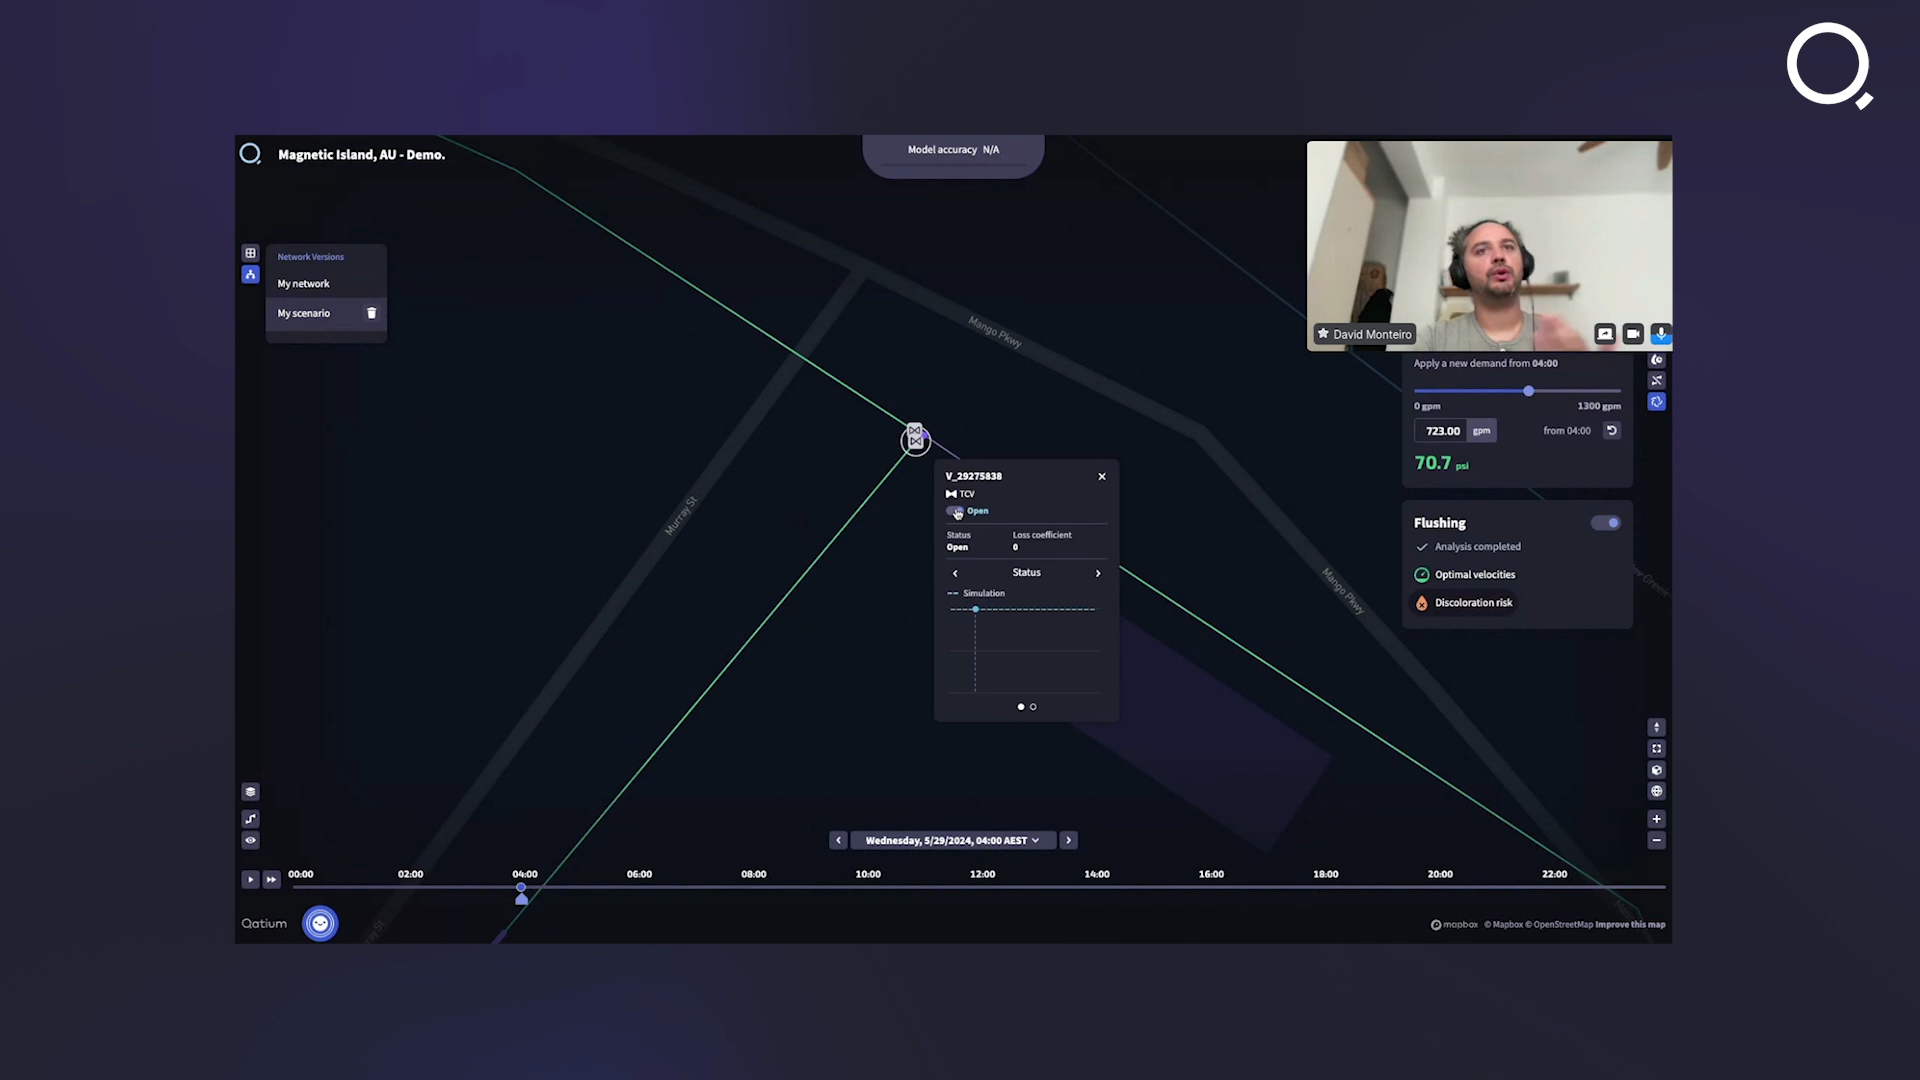 Magnetic Island, AU - Demo.
Model accuracy N/A
Network Versions
My network
My scenario
Mango Pkwy
Murray St
Mango Pkwy
David Monteiro
Apply a new demand from 04:00
0 gpm
1300 gpm
723.00 gpm
from 04:00
70.7 psi
Flushing
Analysis completed
Optimal velocities
Discoloration risk
V_29275838
TCV
Open
Status
Loss coefficient
Open
0
Status
Simulation
Wednesday, 5/29/2024, 04:00 AEST
00:00
02:00
04:00
06:00
08:00
10:00
12:00
14:00
16:00
18:00
20:00
22:00
Qatium
mapbox
© Mapbox © OpenStreetMap Improve this map